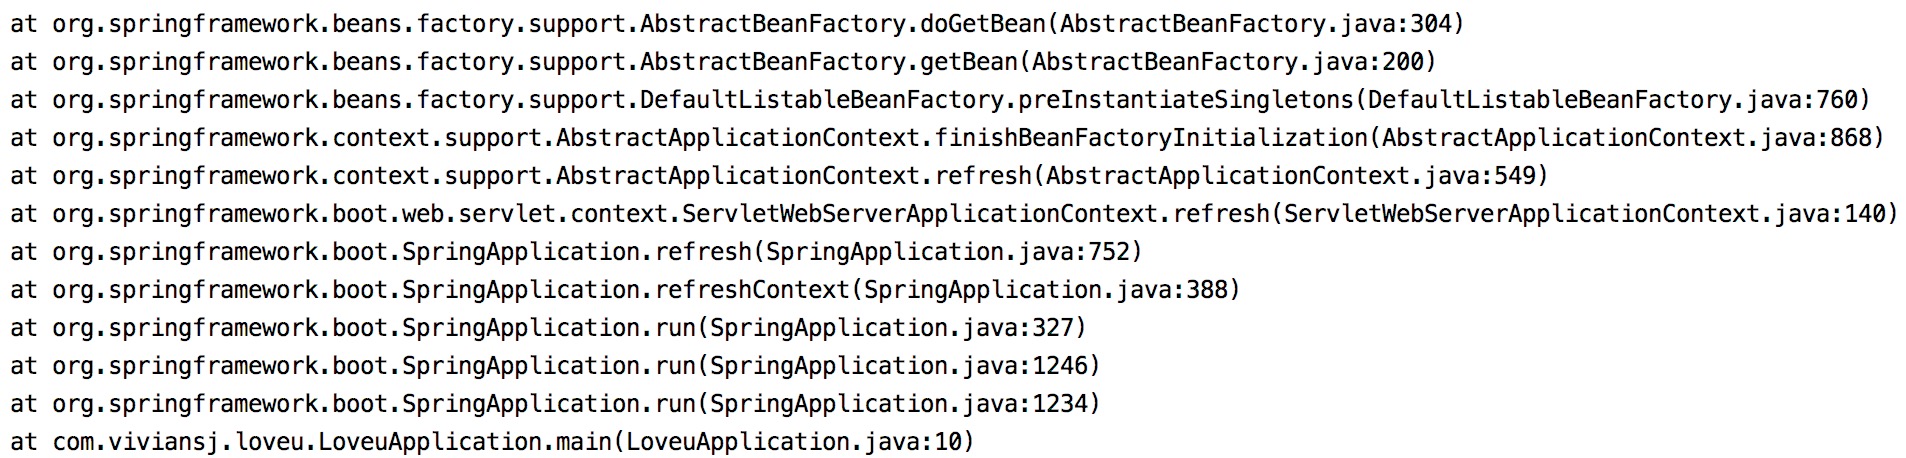 at org.springframework.beans.factory.support.AbstractBeanFactory.doGetBean(AbstractBeanFactory.java:304)
at org.springframework.beans.factory.support.AbstractBeanFactory.getBean(AbstractBeanFactory.java:200)
at org.springframework.beans.factory.support.DefaultListableBeanFactory.preInstantiateSingletons(DefaultListableBeanFactory.java:760)
at org.springframework.context.support.AbstractApplicationContext.finishBeanFactoryInitialization(AbstractApplicationContext.java:868)
at org.springframework.context.support.AbstractApplicationContext.refresh(AbstractApplicationContext.java:549)
at org.springframework.boot.web.servlet.context.ServletWebServerApplicationContext.refresh(ServletWebServerApplicationContext.java:140)
at org.springframework.boot.SpringApplication.refresh(SpringApplication.java:752)
at org.springframework.boot.SpringApplication.refreshContext(SpringApplication.java:388)
at org.springframework.boot.SpringApplication.run(SpringApplication.java:327)
at org.springframework.boot.SpringApplication.run(SpringApplication.java:1246)
at org.springframework.boot.SpringApplication.run(SpringApplication.java:1234)
at com.viviansj.loveu.LoveuApplication.main(LoveuApplication.java:10)